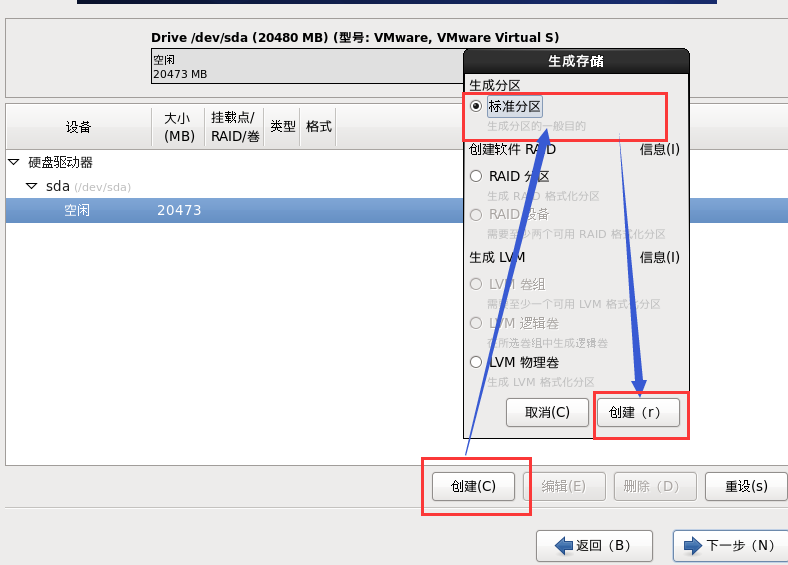 Drive /dev/sda (20480 MB) (型号: VMware, VMware Virtual S)
空闲
20473 MB
设备
大小
(MB)
挂载点/
RAID/卷
类型
格式
硬盘驱动器
sda (/dev/sda)
空闲 20473
生成存储
生成分区
标准分区
生成分区的一般目的
创建软件 RAID 信息(I)
RAID 分区
生成 RAID 格式化分区
RAID 设备
需要至少两个可用 RAID 格式化分区
生成 LVM 信息(I)
LVM 卷组
需要至少一个可用 LVM 格式化分区
LVM 逻辑卷
在所选卷组中生成逻辑卷
LVM 物理卷
生成 LVM 格式化分区
取消(C) 创建（r）
创建(C) 编辑(E) 删除（D） 重设(s)
返回（B） 下一步（N）